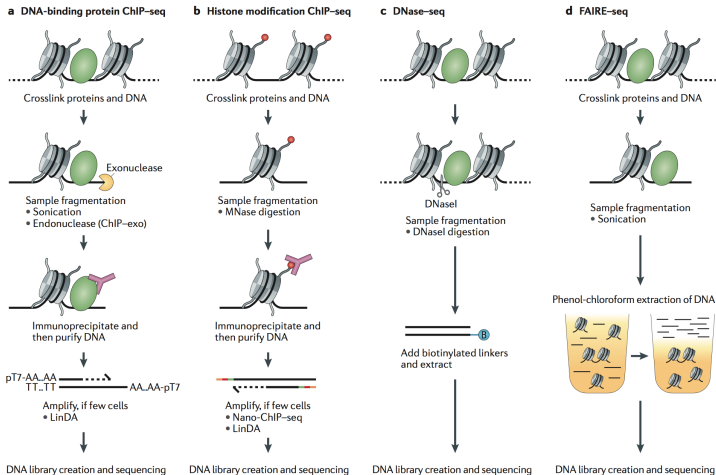 a DNA-binding protein ChIP–seq
Crosslink proteins and DNA
Exonuclease
Sample fragmentation
• Sonication
• Endonuclease (ChIP–exo)
Immunoprecipitate and
then purify DNA
pT7-AA..AA
TT..TT
AA..AA-pT7
Amplify, if few cells
• LinDA
DNA library creation and sequencing
b Histone modification ChIP–seq
Crosslink proteins and DNA
Sample fragmentation
• MNase digestion
Immunoprecipitate and
then purify DNA
Amplify, if few cells
• Nano-ChIP–seq
• LinDA
DNA library creation and sequencing
c DNase–seq
DNaseI
Sample fragmentation
• DNaseI digestion
B
Add biotinylated linkers
and extract
DNA library creation and sequencing
d FAIRE–seq
Crosslink proteins and DNA
Sample fragmentation
• Sonication
Phenol-chloroform extraction of DNA
DNA library creation and sequencing